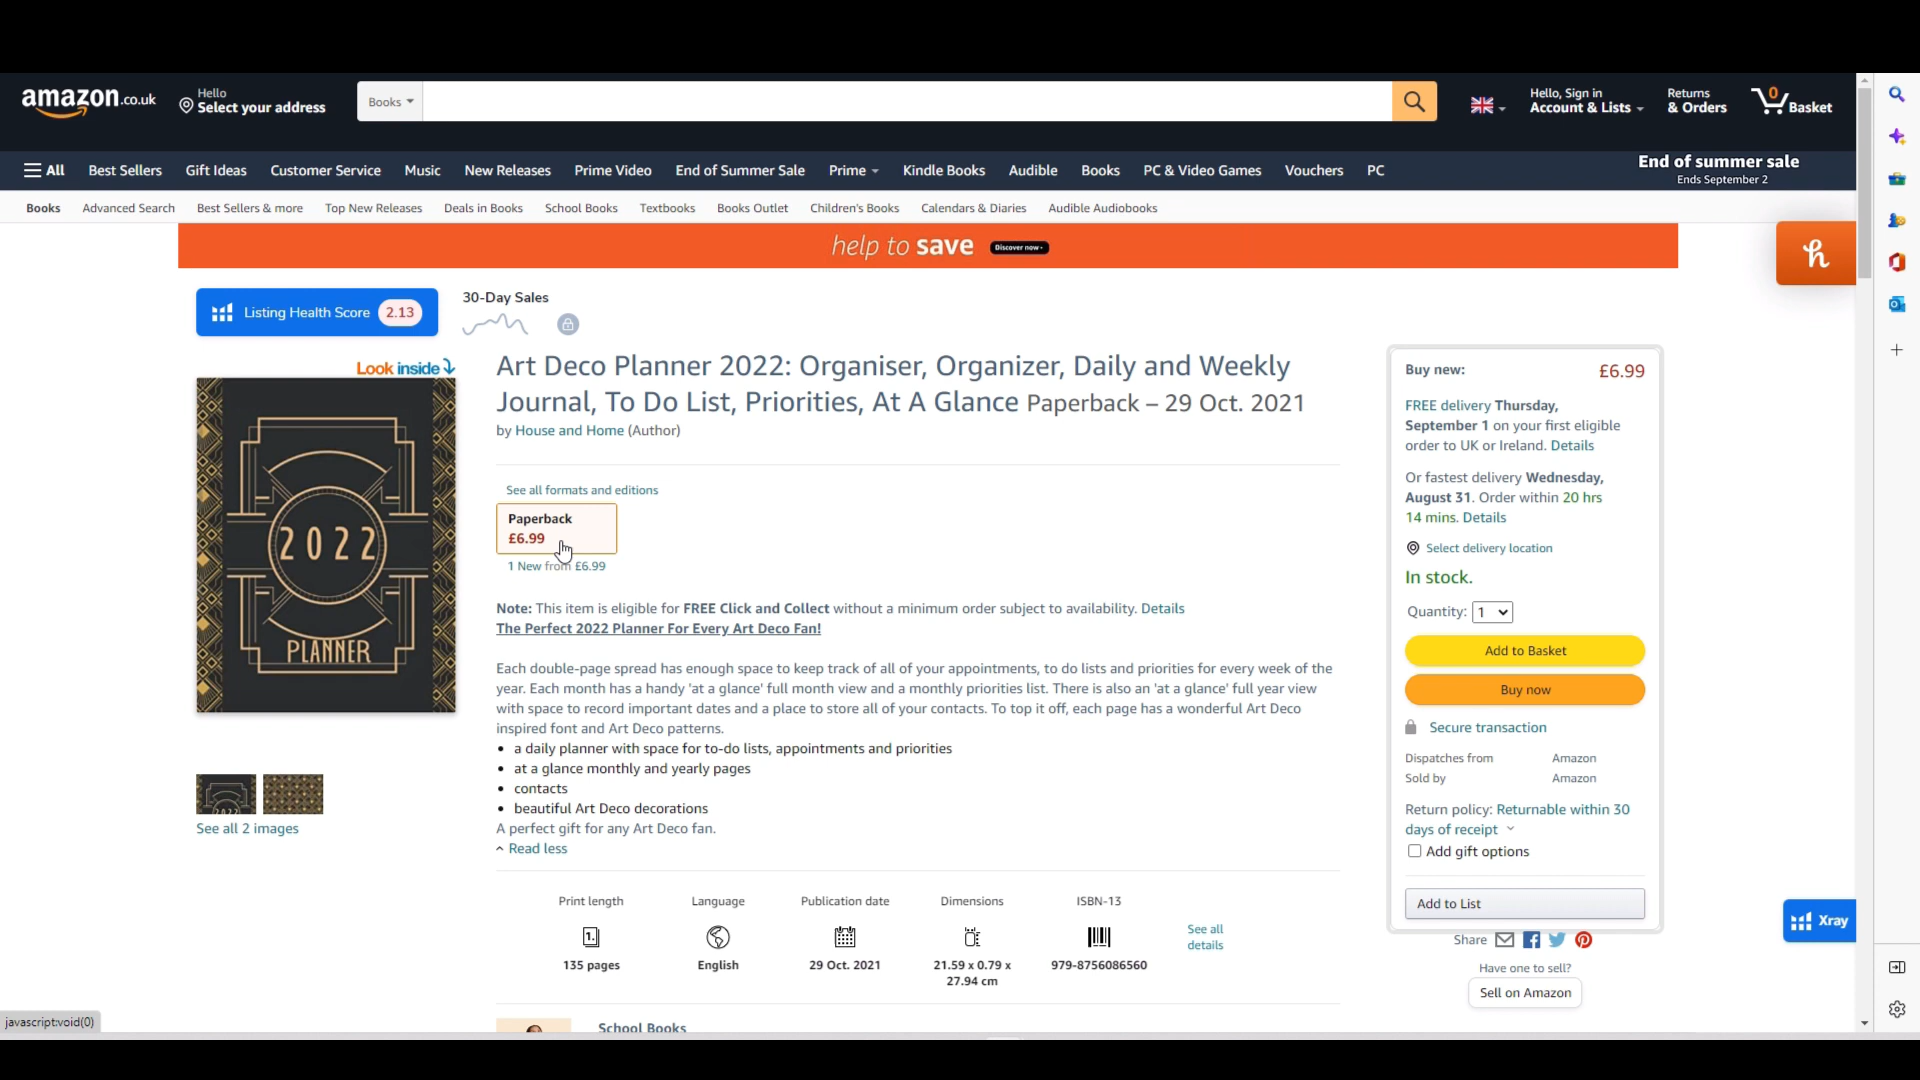 amazon.co.uk
Hello
Select your address
Books
Hello, Sign in
Account & Lists
Returns
& Orders
0
Basket
All
Best Sellers
Gift Ideas
Customer Service
Music
New Releases
Prime Video
End of Summer Sale
Prime
Kindle Books
Audible
Books
PC & Video Games
Vouchers
PC
End of summer sale
Ends September 2
Books
Advanced Search
Best Sellers & more
Top New Releases
Deals in Books
School Books
Textbooks
Books Outlet
Children's Books
Calendars & Diaries
Audible Audiobooks
help to save
Discover now
h
Listing Health Score 2.13
30-Day Sales
Look inside
2022
PLANNER
See all 2 images
Art Deco Planner 2022: Organiser, Organizer, Daily and Weekly
Journal, To Do List, Priorities, At A Glance Paperback – 29 Oct. 2021
by House and Home (Author)
See all formats and editions
Paperback
£6.99
1 New from £6.99
Note: This item is eligible for FREE Click and Collect without a minimum order subject to availability. Details
The Perfect 2022 Planner For Every Art Deco Fan!
Each double-page spread has enough space to keep track of all of your appointments, to do lists and priorities for every week of the
year. Each month has a handy 'at a glance' full month view and a monthly priorities list. There is also an 'at a glance' full year view
with space to record important dates and a place to store all of your contacts. To top it off, each page has a wonderful Art Deco
inspired font and Art Deco patterns.
• a daily planner with space for to-do lists, appointments and priorities
• at a glance monthly and yearly pages
• contacts
• beautiful Art Deco decorations
A perfect gift for any Art Deco fan.
Read less
Print length
1.
135 pages
Language
English
Publication date
29 Oct. 2021
Dimensions
21.59 x 0.79 x
27.94 cm
ISBN-13
979-8756086560
See all
details
School Books
Buy new:
£6.99
FREE delivery Thursday,
September 1 on your first eligible
order to UK or Ireland. Details
Or fastest delivery Wednesday,
August 31. Order within 20 hrs
14 mins. Details
Select delivery location
In stock.
Quantity: 1
Add to Basket
Buy now
Secure transaction
Dispatches from Amazon
Sold by Amazon
Return policy: Returnable within 30
days of receipt
Add gift options
Add to List
Share
Have one to sell?
Sell on Amazon
Xray
javascript:void(0)